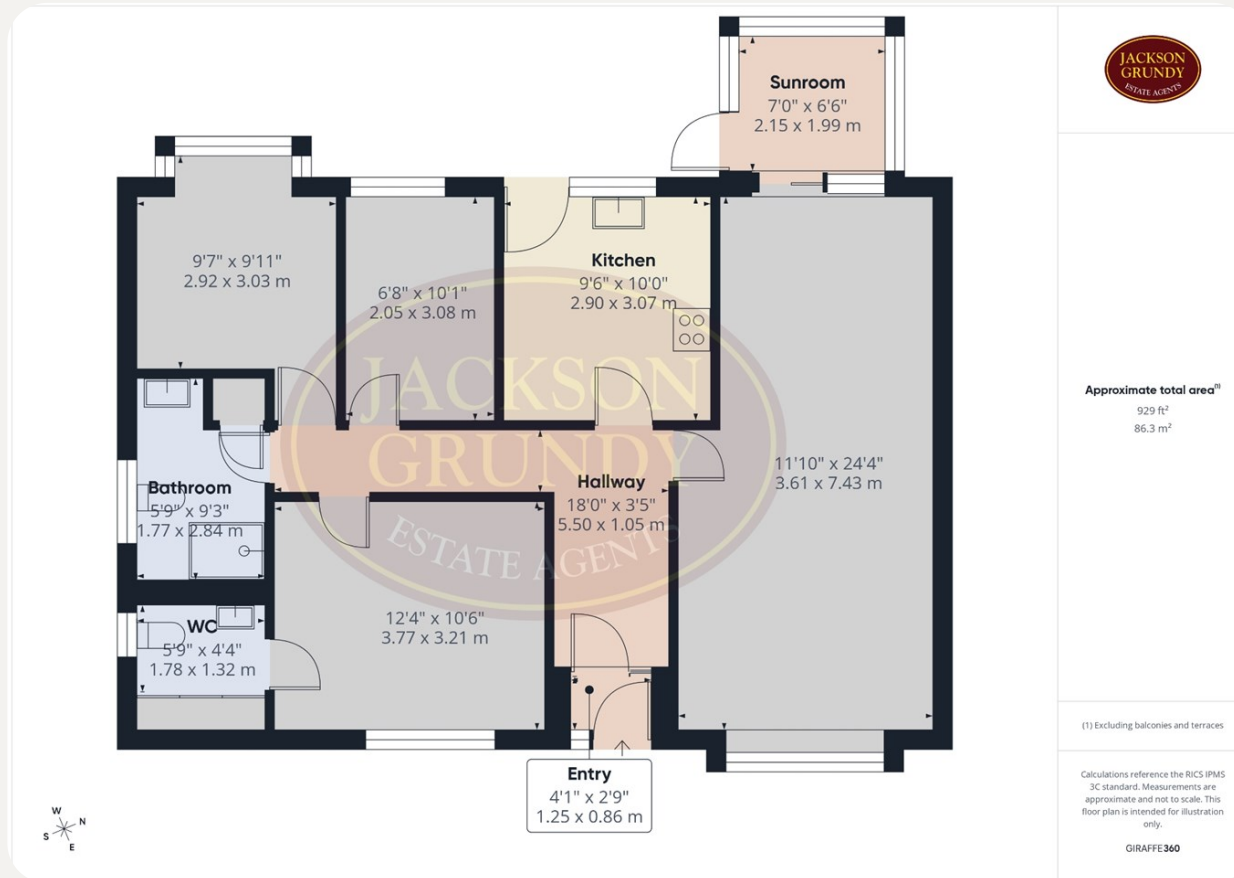 JACKSON
GRUNDY
ESTATE AGENTS
Sunroom
7'0" x 6'6"
2.15 x 1.99 m
9'7" x 9'11"
2.92 x 3.03 m
6'8" x 10'1"
2.05 x 3.08 m
Kitchen
9'6" x 10'0"
2.90 x 3.07 m
JACKSON
GRUNDY
ESTATE AGENTS
11'10" x 24'4"
3.61 x 7.43 m
Hallway
18'0" x 3'5"
5.50 x 1.05 m
Bathroom
5'9" x 9'3"
1.77 x 2.84 m
12'4" x 10'6"
3.77 x 3.21 m
WC
5'9" x 4'4"
1.78 x 1.32 m
Entry
4'1" x 2'9"
1.25 x 0.86 m
W
N
S
E
Approximate total area(1)
929 ft²
86.3 m²
(1) Excluding balconies and terraces
Calculations reference the RICS IPMS
3C standard. Measurements are
approximate and not to scale. This
floor plan is intended for illustration
only.
GIRAFFE360